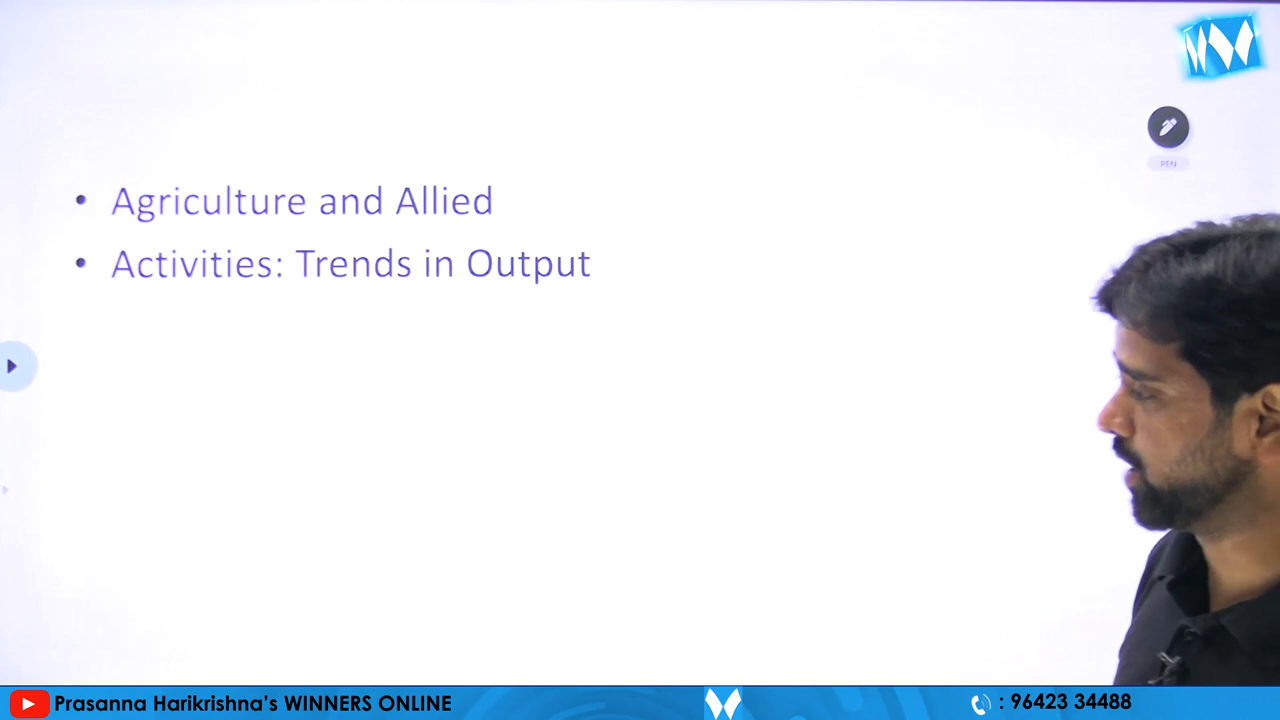 W
PEN
• Agriculture and Allied
• Activities: Trends in Output
Prasanna Harikrishna's WINNERS ONLINE
: 96423 34488